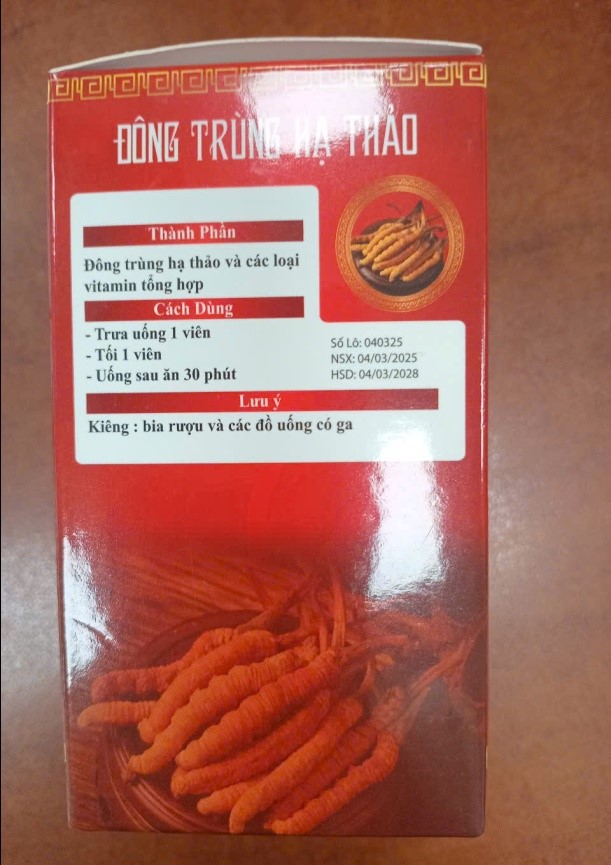 ĐÔNG TRÙNG HẠ THẢO
Thành Phần
Đông trùng hạ thảo và các loại
vitamin tổng hợp
Cách Dùng
- Trưa uống 1 viên
- Tối 1 viên
- Uống sau ăn 30 phút
Số Lô: 040325
NSX: 04/03/2025
HSD: 04/03/2028
Lưu ý
Kiêng : bia rượu và các đồ uống có ga